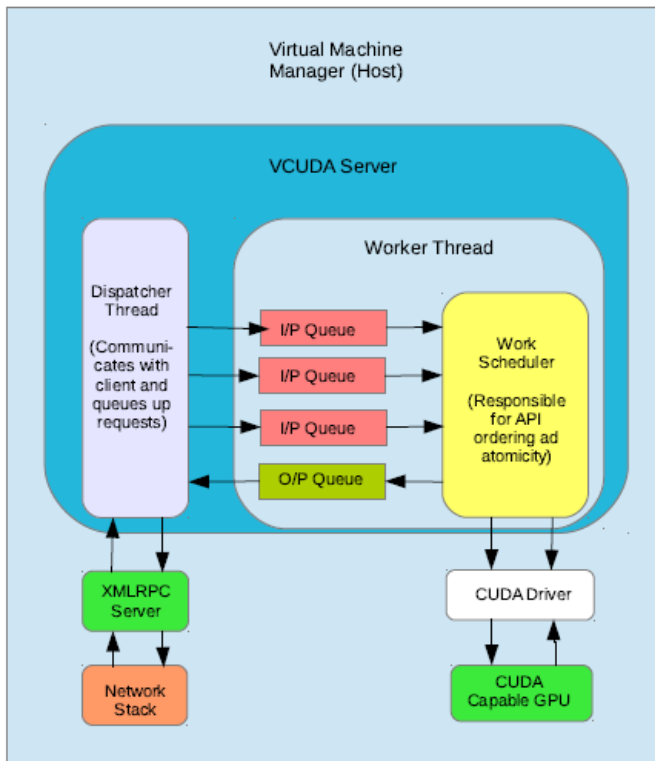 Virtual Machine
Manager (Host)
VCUDA Server
Worker Thread
Dispatcher
Thread
(Communi-
cates with
client and
queues up
requests)
I/P Queue
I/P Queue
I/P Queue
O/P Queue
Work
Scheduler
(Responsible
for API
ordering ad
atomicity)
XMLRPC
Server
Network
Stack
CUDA Driver
CUDA
Capable GPU